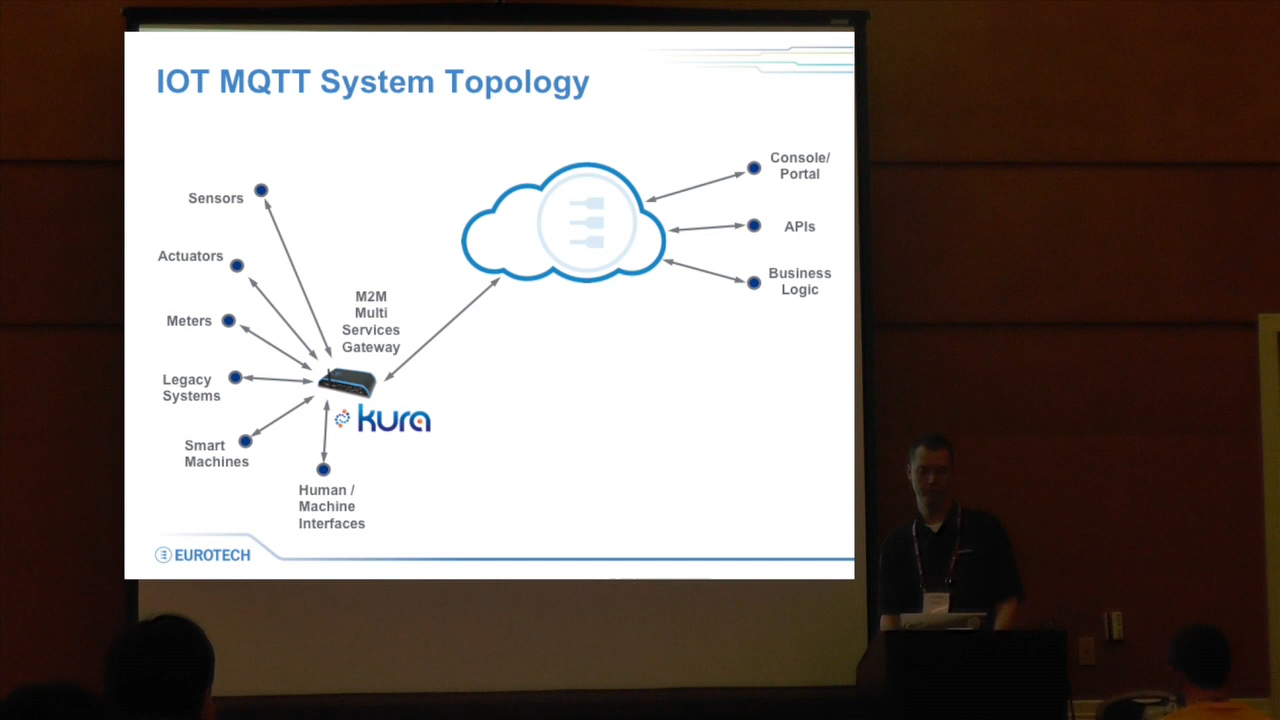 IOT MQTT System Topology
Console/
Portal
Sensors
APIs
Actuators
Business
Logic
M2M
Multi
Services
Gateway
Meters
Legacy
Systems
kura
Smart
Machines
Human /
Machine
Interfaces
EUROTECH